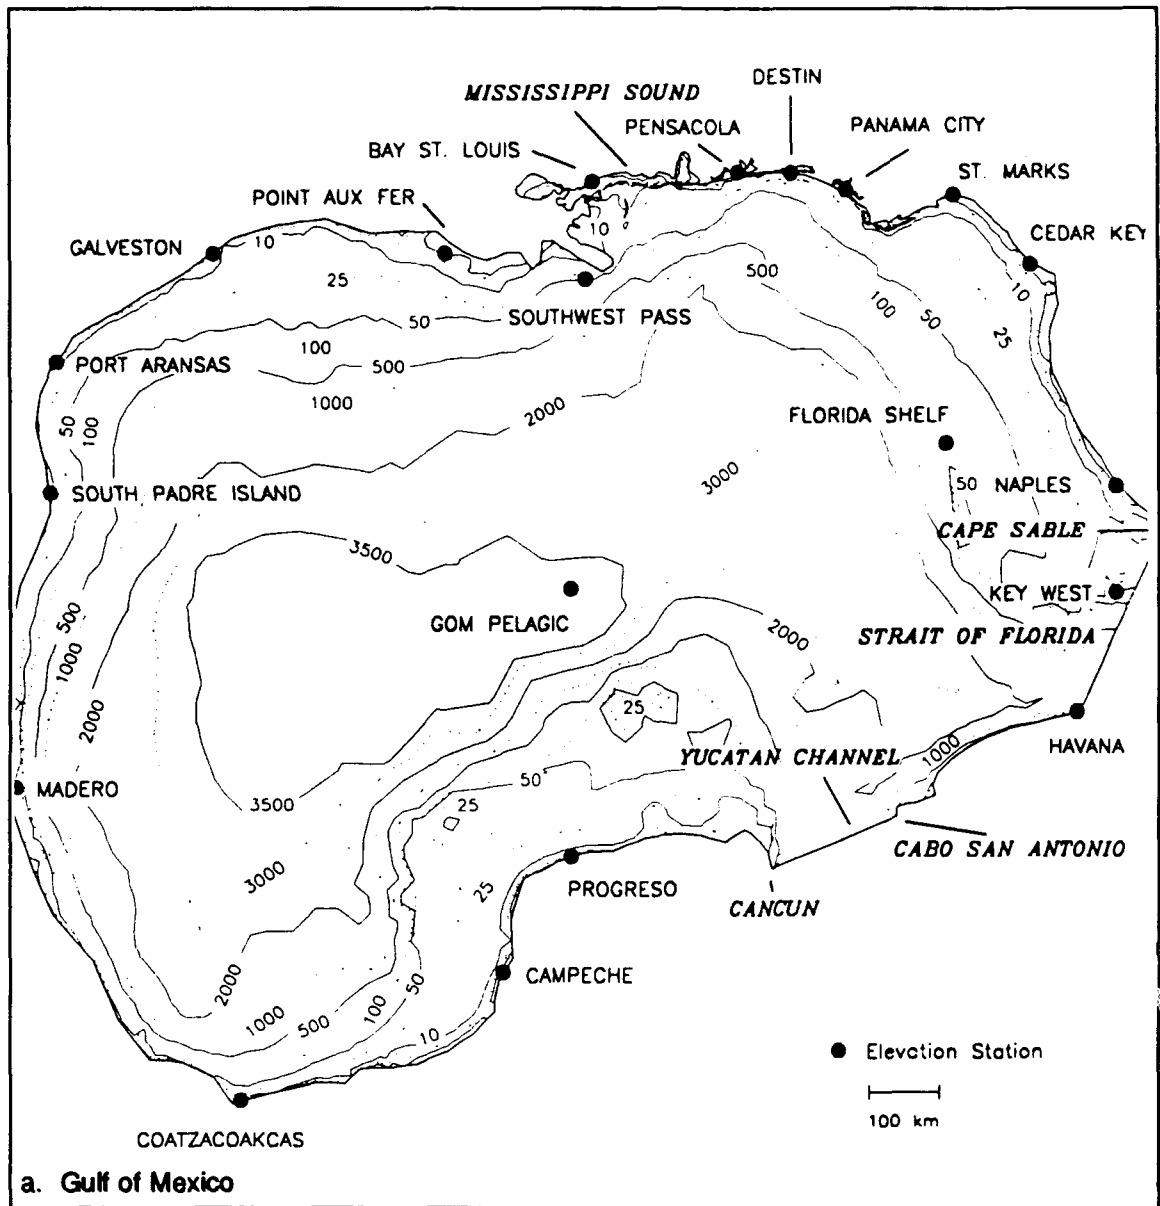 DESTIN
MISSISSIPPI SOUND
PENSACOLA
PANAMA CITY
BAY ST. LOUIS
ST. MARKS
POINT AUX FER
CEDAR KEY
GALVESTON
10
10
25
500
10
100
50
25
50
SOUTHWEST PASS
100
500
PORT ARANSAS
1000
2000
FLORIDA SHELF
50
100
3000
SOUTH PADRE ISLAND
50
NAPLES
CAPE SABLE
3500
KEY WEST
GOM PELAGIC
500
2000
STRAIT OF FLORIDA
1000
25
2000
YUCATAN CHANNEL
1000
HAVANA
MADERO
50
3500
25
CABO SAN ANTONIO
3000
25
PROGRESO
CANCUN
2000
50
CAMPECHE
100
1000
500
10
Elevation Station
100 km
COATZACOAKCAS
a. Gulf of Mexico